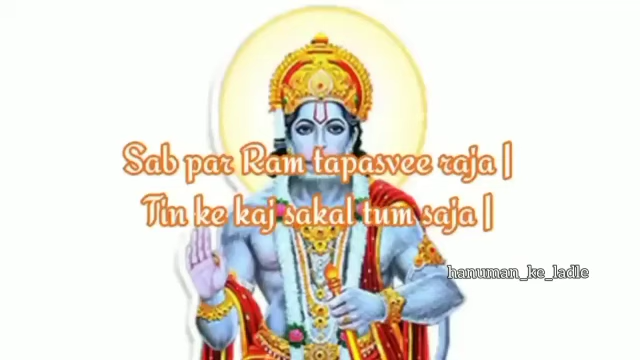 Sab par Ram tapasvee raja |
Tin ke kaj sakal tum saja |
hanuman_ke_ladle